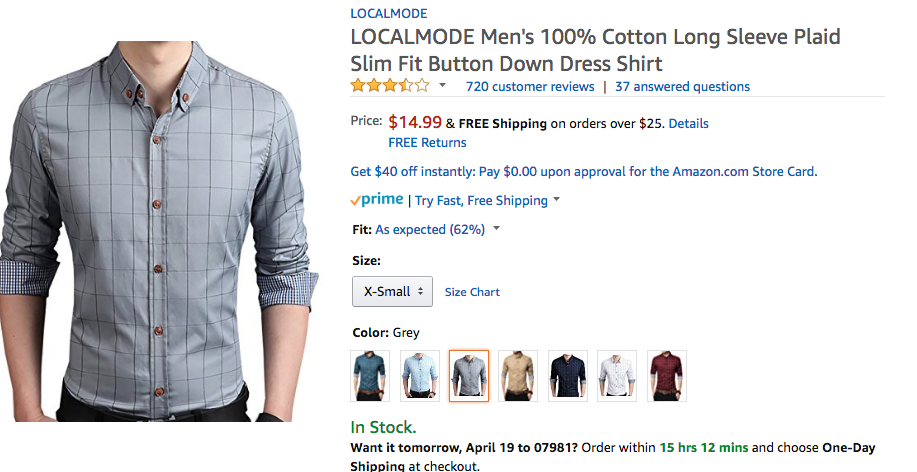 LOCALMODE
LOCALMODE Men's 100% Cotton Long Sleeve Plaid
Slim Fit Button Down Dress Shirt
720 customer reviews | 37 answered questions
Price: $14.99 & FREE Shipping on orders over $25. Details
FREE Returns
Get $40 off instantly: Pay $0.00 upon approval for the Amazon.com Store Card.
prime | Try Fast, Free Shipping
Fit: As expected (62%)
Size:
X-Small Size Chart
Color: Grey
In Stock.
Want it tomorrow, April 19 to 07981? Order within 15 hrs 12 mins and choose One-Day
Shipping at checkout.